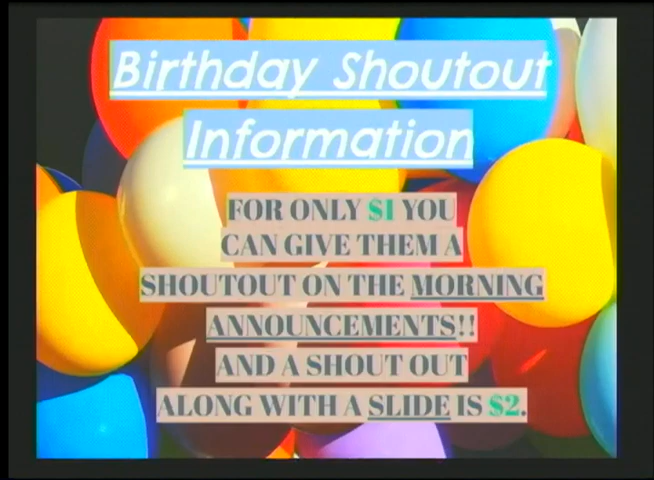 Birthday Shoutout
Information
FOR ONLY $1 YOU
CAN GIVE THEM A
SHOUTOUT ON THE MORNING
ANNOUNCEMENTS!!
AND A SHOUT OUT
ALONG WITH A SLIDE IS $2.